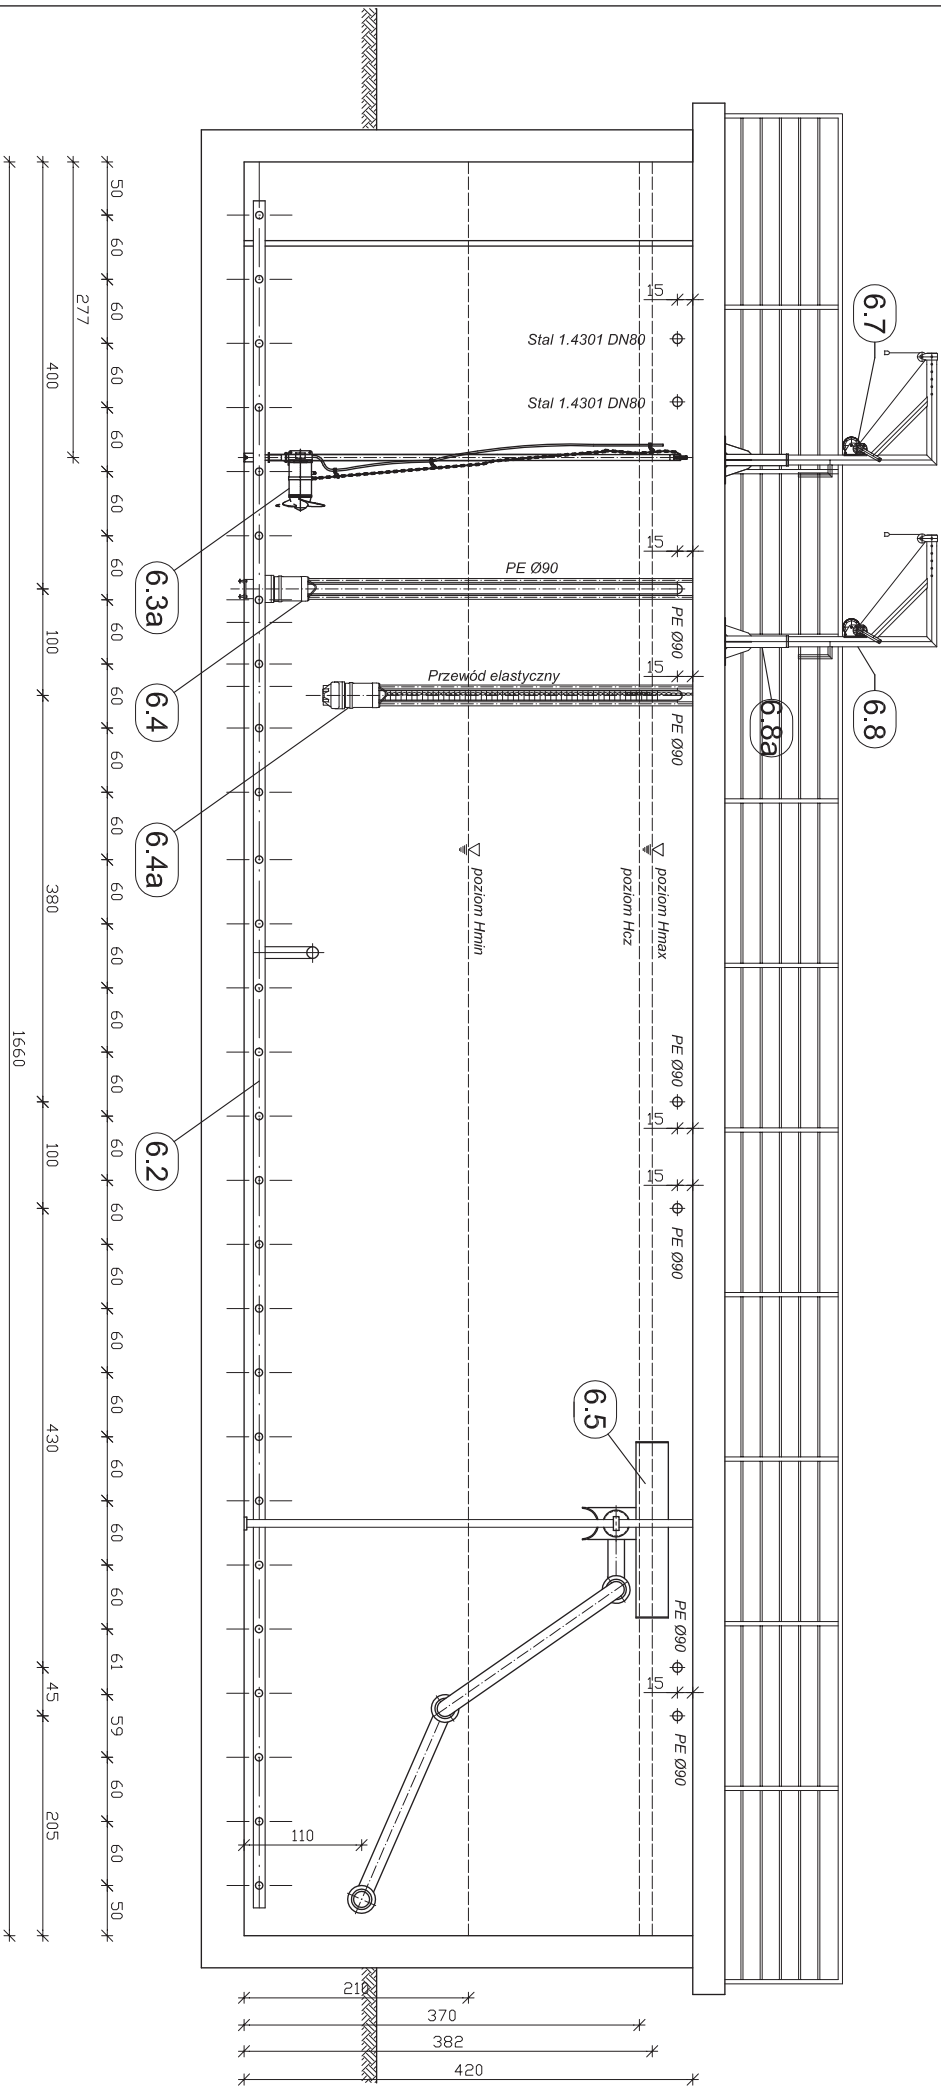 6.7
6.8
6.8a
15
15
15
15
15
15
Stal 1.4301 DN80
Stal 1.4301 DN80
PE Ø90
PE Ø90
Przewód elastyczny
PE Ø90
poziom Hmax
poziom Hcz
poziom Hmin
PE Ø90
PE Ø90
PE Ø90
PE Ø90
6.5
110
210
370
382
420
6.3a
6.4
6.4a
6.2
50 60 60 60 60 60 60 60 60 60 60 60 60 60 60 60 60 60 60 60 60 60 60 61 59 60 60 50
277
400 100 380 100 430 45 205
1660